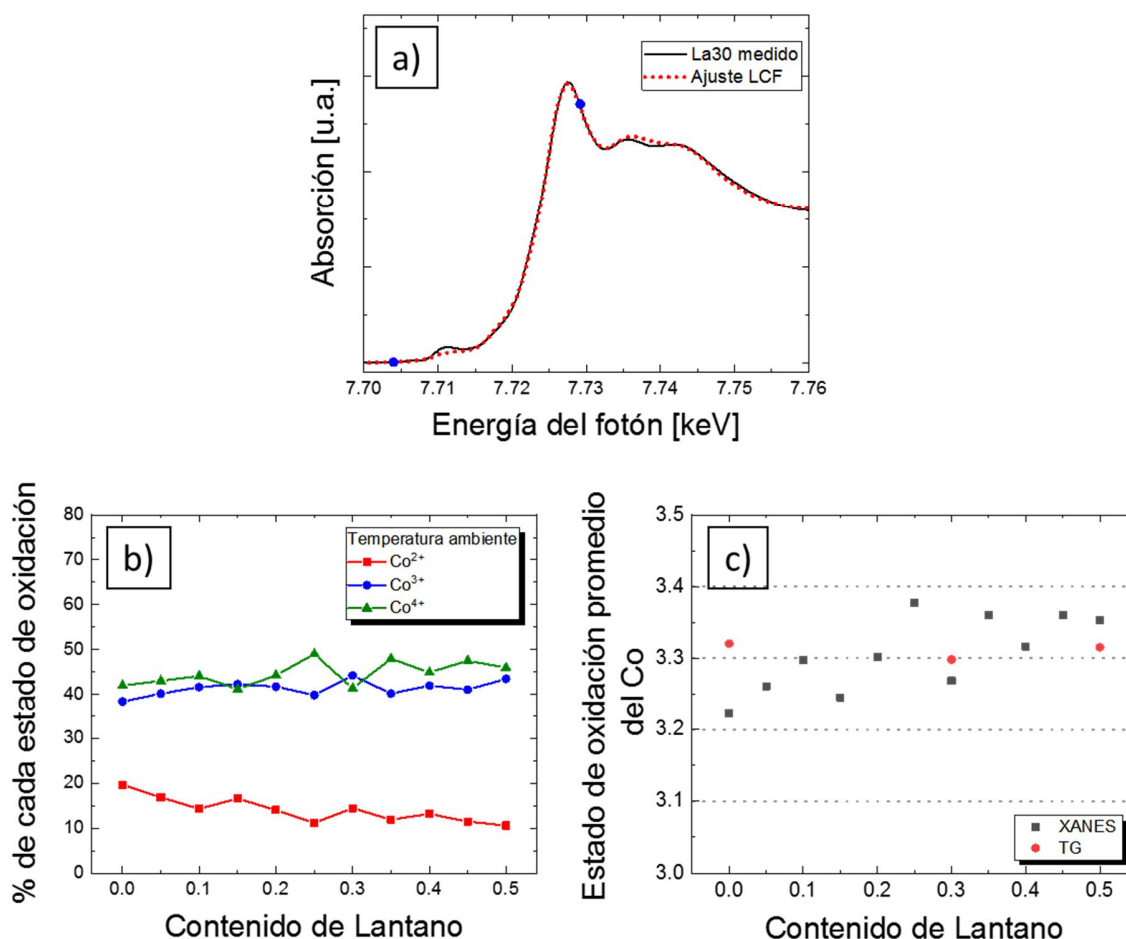 a)
La30 medido
Ajuste LCF
Absorción [u.a.]
7.70 7.71 7.72 7.73 7.74 7.75 7.76
Energía del fotón [keV]
b)
Temperatura ambiente
Co²⁺
Co³⁺
Co⁴⁺
% de cada estado de oxidación
80
70
60
50
40
30
20
10
0
0.0 0.1 0.2 0.3 0.4 0.5
Contenido de Lantano
c)
Estado de oxidación promedio
del Co
3.5
3.4
3.3
3.2
3.1
3.0
XANES
TG
0.0 0.1 0.2 0.3 0.4 0.5
Contenido de Lantano